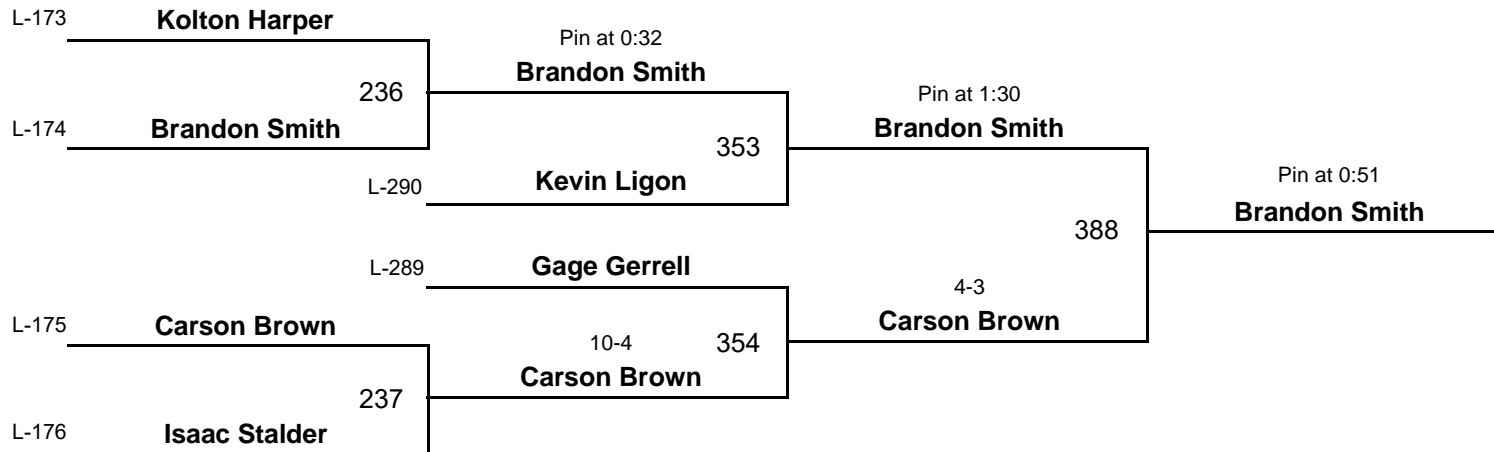 L-173
Kolton Harper
236
L-174
Brandon Smith
Pin at 0:32
Brandon Smith
353
L-290
Kevin Ligon
Pin at 1:30
Brandon Smith
388
Pin at 0:51
Brandon Smith
L-289
Gage Gerrell
354
L-175
Carson Brown
237
L-176
Isaac Stalder
10-4
Carson Brown
4-3
Carson Brown